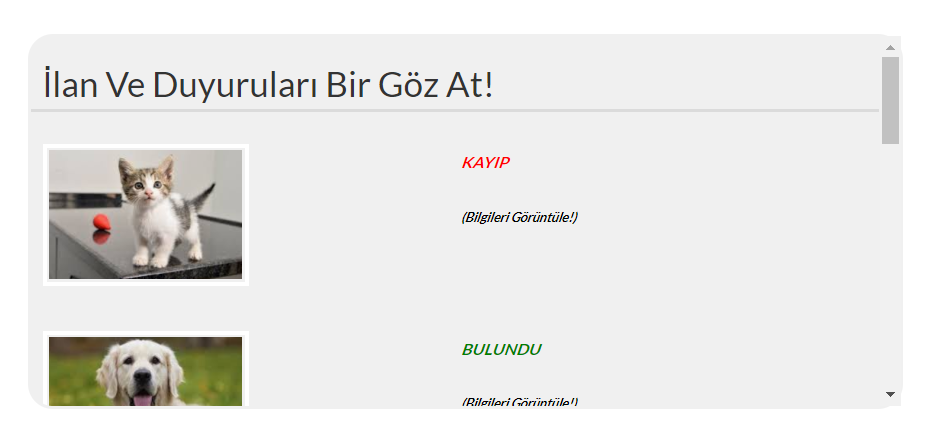 İlan Ve Duyuruları Bir Göz At!
KAYIP
(Bilgileri Görüntüle!)
BULUNDU
(Bilgileri Görüntüle!)